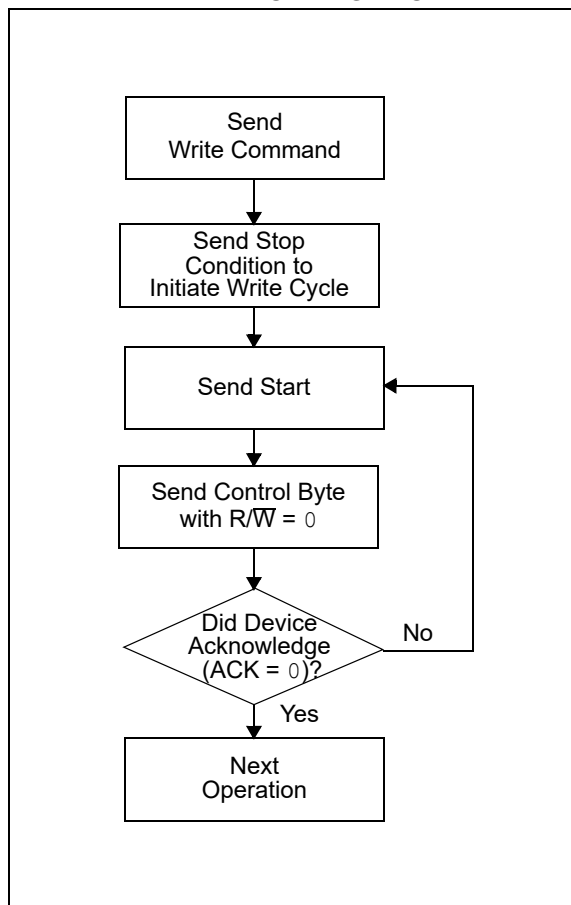 Send
Write Command
Send Stop
Condition to
Initiate Write Cycle
Send Start
Send Control Byte
with R/W̅ = 0
Did Device
Acknowledge
(ACK = 0)?
No
Yes
Next
Operation